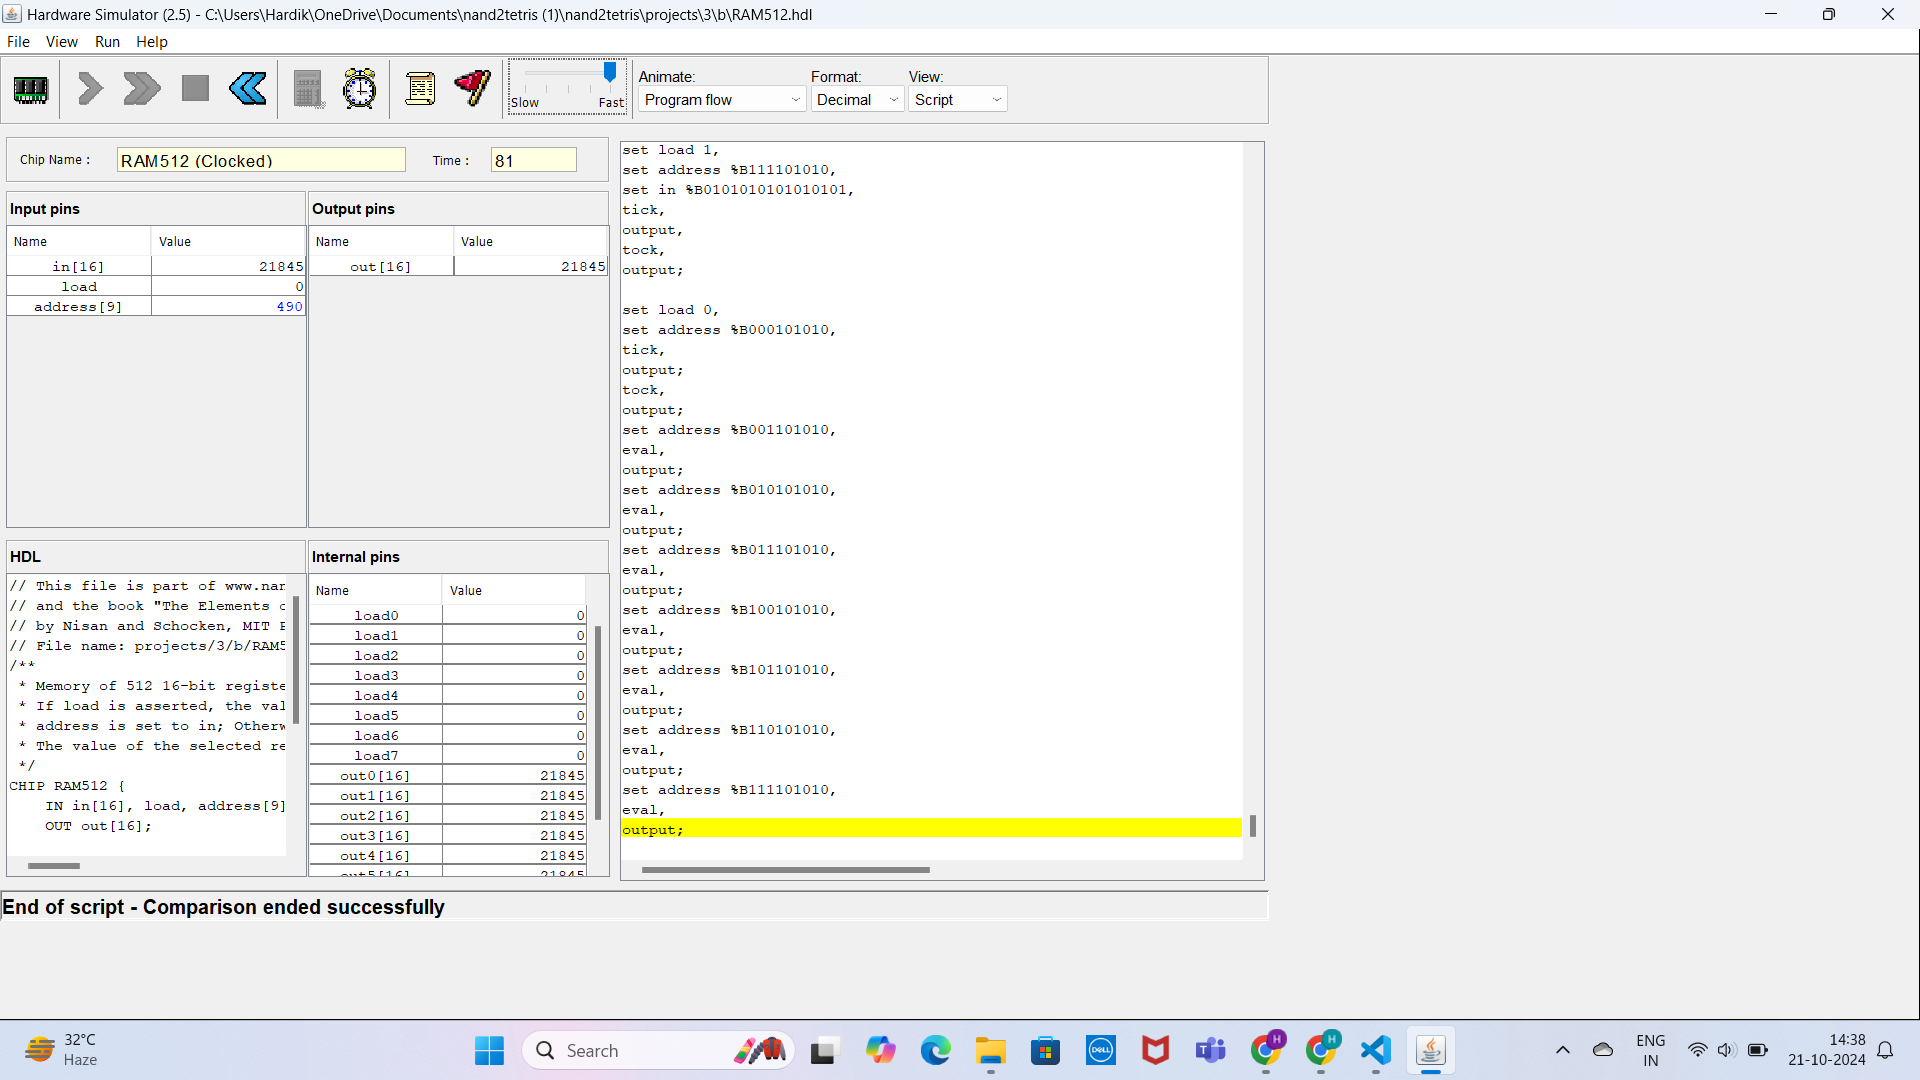 Hardware Simulator (2.5) - C:\Users\Hardik\OneDrive\Documents\nand2tetris (1)\nand2tetris\projects\3\b\RAM512.hdl
File View Run Help
Slow Fast
Animate: Format: View:
Program flow Decimal Script
Chip Name : RAM512 (Clocked) Time : 81
Input pins
Name Value
in[16] 21845
load 0
address[9] 490
Output pins
Name Value
out[16] 21845
HDL
// This file is part of www.nan
// and the book "The Elements o
// by Nisan and Schocken, MIT P
// File name: projects/3/b/RAM5
/**
* Memory of 512 16-bit registe
* If load is asserted, the val
* address is set to in; Otherw
* The value of the selected re
*/
CHIP RAM512 {
IN in[16], load, address[9]
OUT out[16];
Internal pins
Name Value
load0 0
load1 0
load2 0
load3 0
load4 0
load5 0
load6 0
load7 0
out0[16] 21845
out1[16] 21845
out2[16] 21845
out3[16] 21845
out4[16] 21845
out5[16] 21845
set load 1,
set address %B111101010,
set in %B0101010101010101,
tick,
output,
tock,
output;
set load 0,
set address %B000101010,
tick,
output;
tock,
output;
set address %B001101010,
eval,
output;
set address %B010101010,
eval,
output;
set address %B011101010,
eval,
output;
set address %B100101010,
eval,
output;
set address %B101101010,
eval,
output;
set address %B110101010,
eval,
output;
set address %B111101010,
eval,
output;
End of script - Comparison ended successfully
32°C
Haze
Search
DELL
H
H
ENG
IN
14:38
21-10-2024